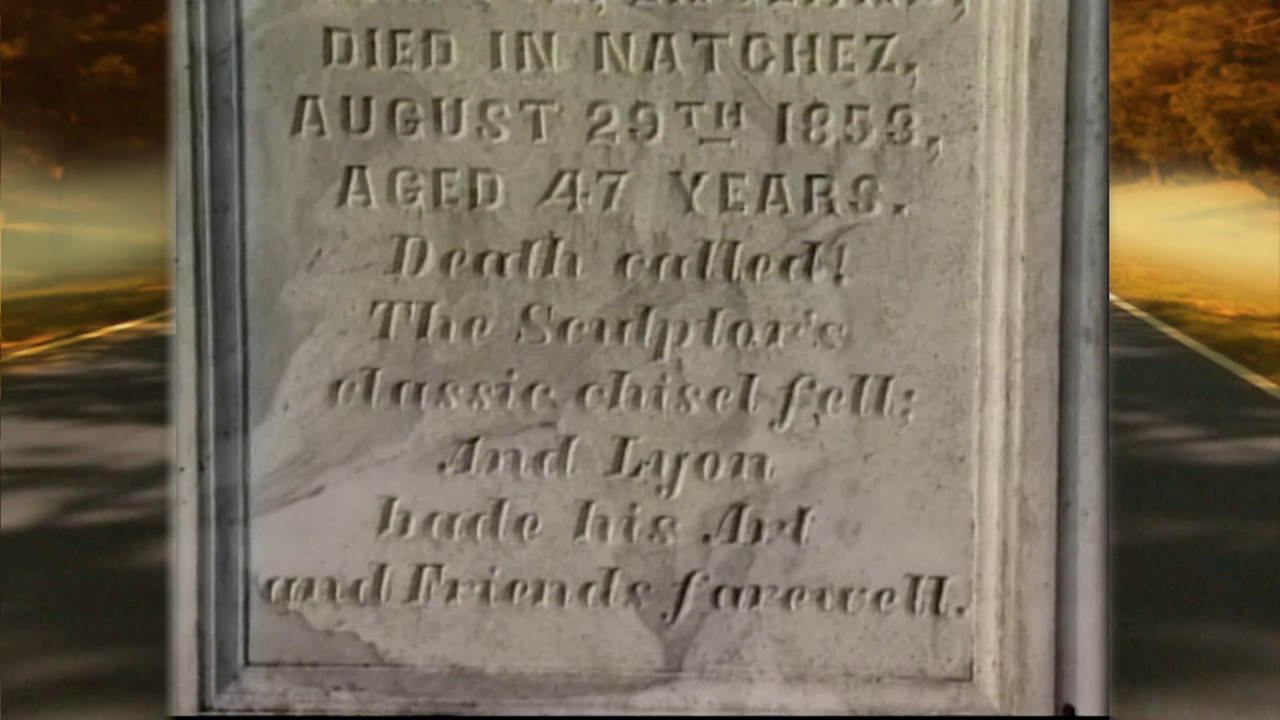 DIED IN NATCHEZ,
AUGUST 29TH 1853,
AGED 47 YEARS.
Death called!
The Sculptor's
classic chisel fell;
And Lyon
bade his Art
and Friends farewell.